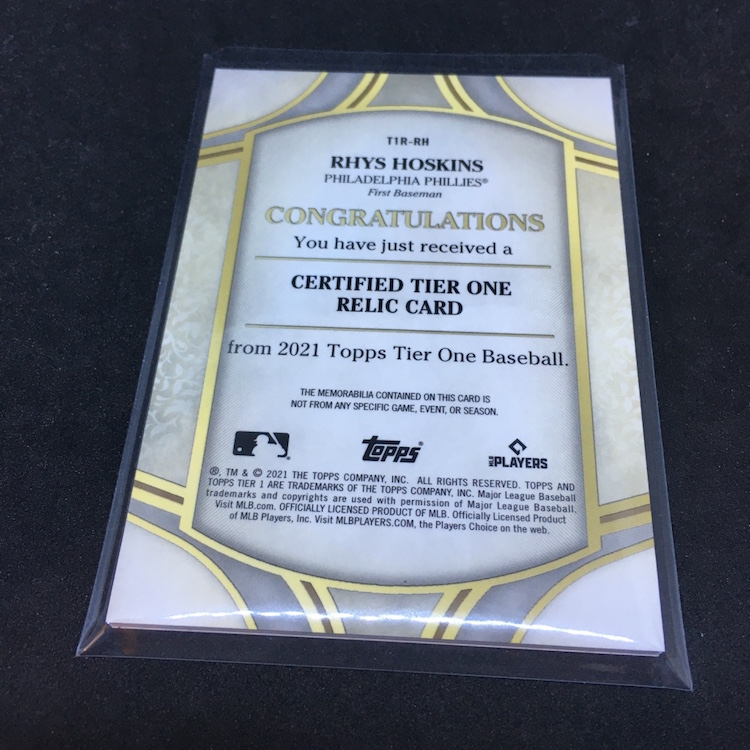 T1R-RH
RHYS HOSKINS
PHILADELPHIA PHILLIES®
First Baseman
CONGRATULATIONS
You have just received a
CERTIFIED TIER ONE
RELIC CARD
from 2021 Topps Tier One Baseball.
THE MEMORABILIA CONTAINED ON THIS CARD IS
NOT FROM ANY SPECIFIC GAME, EVENT, OR SEASON.
topps
MLB PLAYERS
®, TM & © 2021 THE TOPPS COMPANY, INC. ALL RIGHTS RESERVED. TOPPS AND
TOPPS TIER 1 ARE TRADEMARKS OF THE TOPPS COMPANY, INC. Major League Baseball
trademarks and copyrights are used with permission of Major League Baseball.
Visit MLB.com. OFFICIALLY LICENSED PRODUCT OF MLB. Officially Licensed Product
of MLB Players, Inc. Visit MLBPLAYERS.COM, the Players Choice on the web.